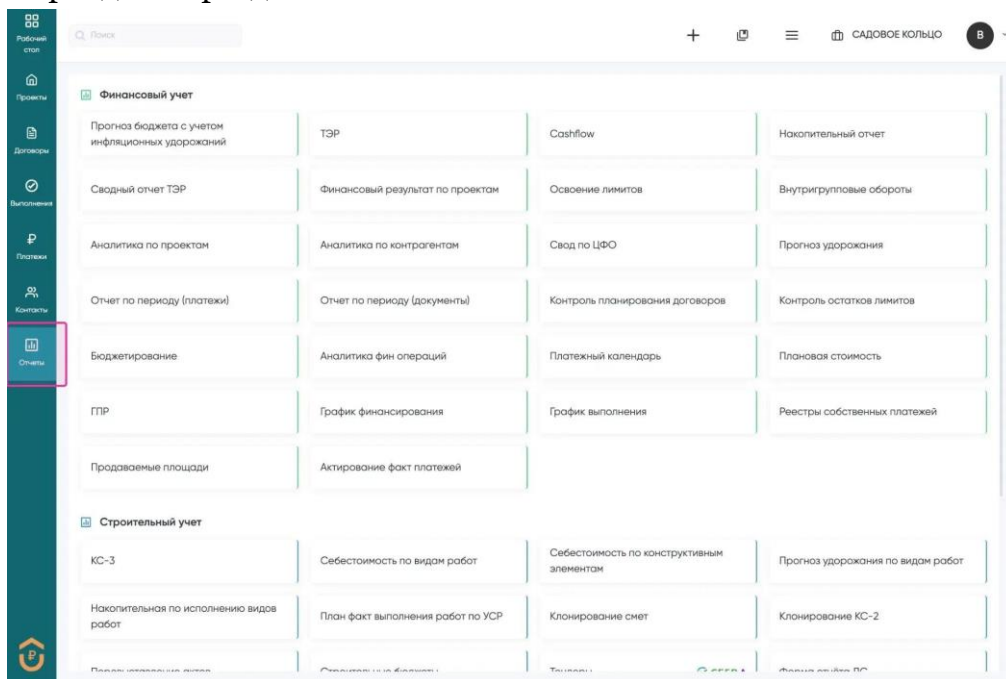 Рабочий
стол
Поиск
САДОВОЕ КОЛЬЦО
В
Проекты
Договоры
Выполнения
Платежи
Контакты
Отчеты
Финансовый учет
Прогноз бюджета с учетом
инфляционных удорожаний
ТЭР
Cashflow
Накопительный отчет
Сводный отчет ТЭР
Финансовый результат по проектам
Освоение лимитов
Внутригрупповые обороты
Аналитика по проектам
Аналитика по контрагентам
Свод по ЦФО
Прогноз удорожания
Отчет по периоду (платежи)
Отчет по периоду (документы)
Контроль планирования договоров
Контроль остатков лимитов
Бюджетирование
Аналитика фин операций
Платежный календарь
Плановая стоимость
ГПР
График финансирования
График выполнения
Реестры собственных платежей
Продаваемые площади
Актирование факт платежей
Строительный учет
КС-3
Себестоимость по видам работ
Себестоимость по конструктивным
элементам
Прогноз удорожания по видам работ
Накопительная по исполнению видов
работ
План факт выполнения работ по УСР
Клонирование смет
Клонирование КС-2